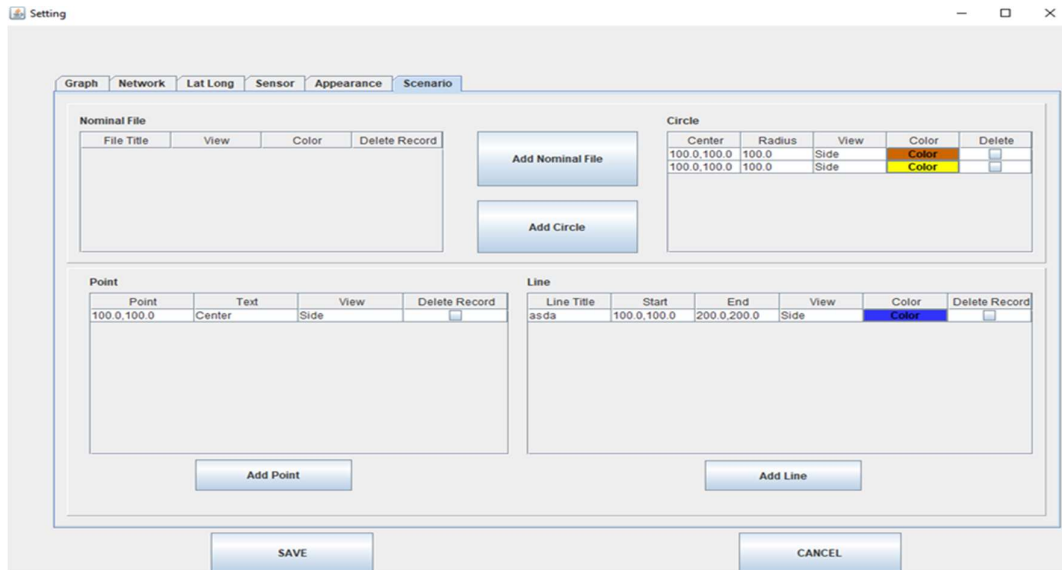 Setting
Graph Network Lat Long Sensor Appearance Scenario
Nominal File
File Title View Color Delete Record
Add Nominal File
Add Circle
Circle
Center Radius View Color Delete
100.0,100.0 100.0 Side Color
100.0,100.0 100.0 Side Color
Point
Point Text View Delete Record
100.0,100.0 Center Side
Add Point
Line
Line Title Start End View Color Delete Record
asda 100.0,100.0 200.0,200.0 Side Color
Add Line
SAVE CANCEL